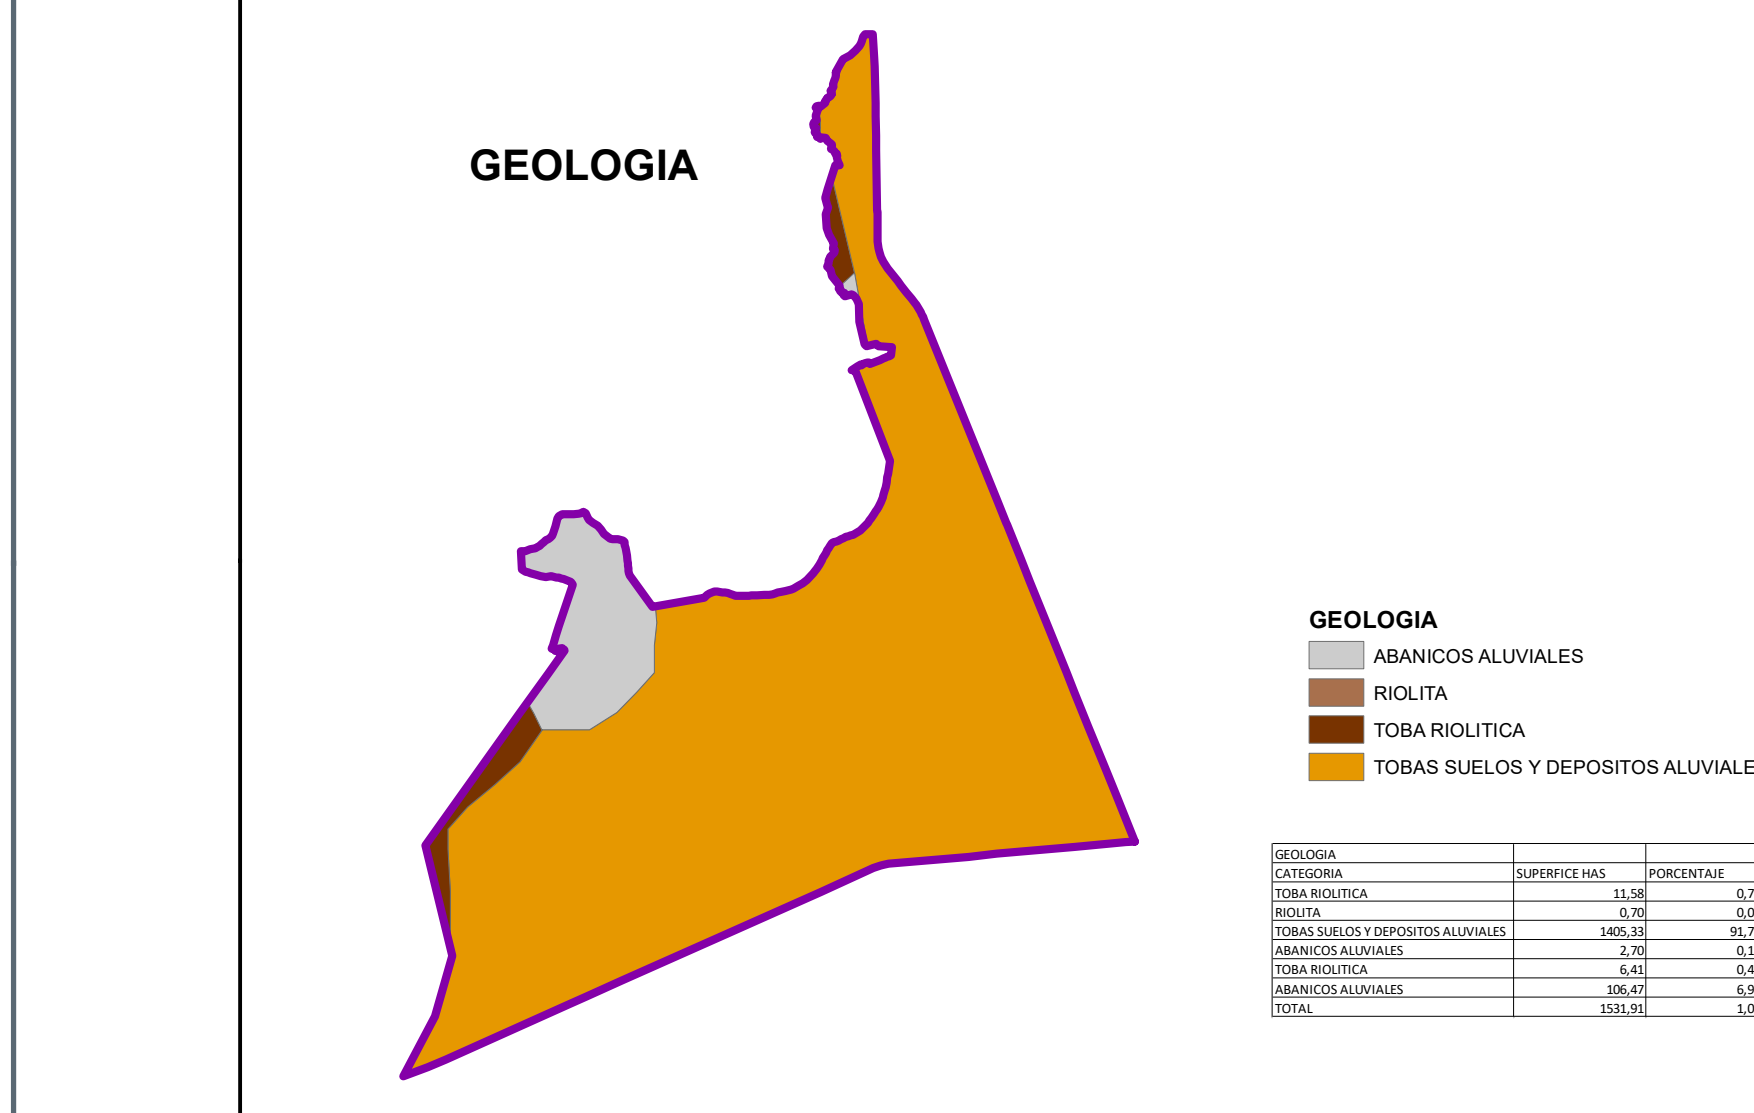 GEOLOGIA
GEOLOGIA
ABANICOS ALUVIALES
RIOLITA
TOBA RIOLITICA
TOBAS SUELOS Y DEPOSITOS ALUVIALE
GEOLOGIA
CATEGORIA SUPERFICE HAS PORCENTAJE
TOBA RIOLITICA 11,58 0,7
RIOLITA 0,70 0,0
TOBAS SUELOS Y DEPOSITOS ALUVIALES 1405,33 91,7
ABANICOS ALUVIALES 2,70 0,1
TOBA RIOLITICA 6,41 0,4
ABANICOS ALUVIALES 106,47 6,9
TOTAL 1531,91 1,0